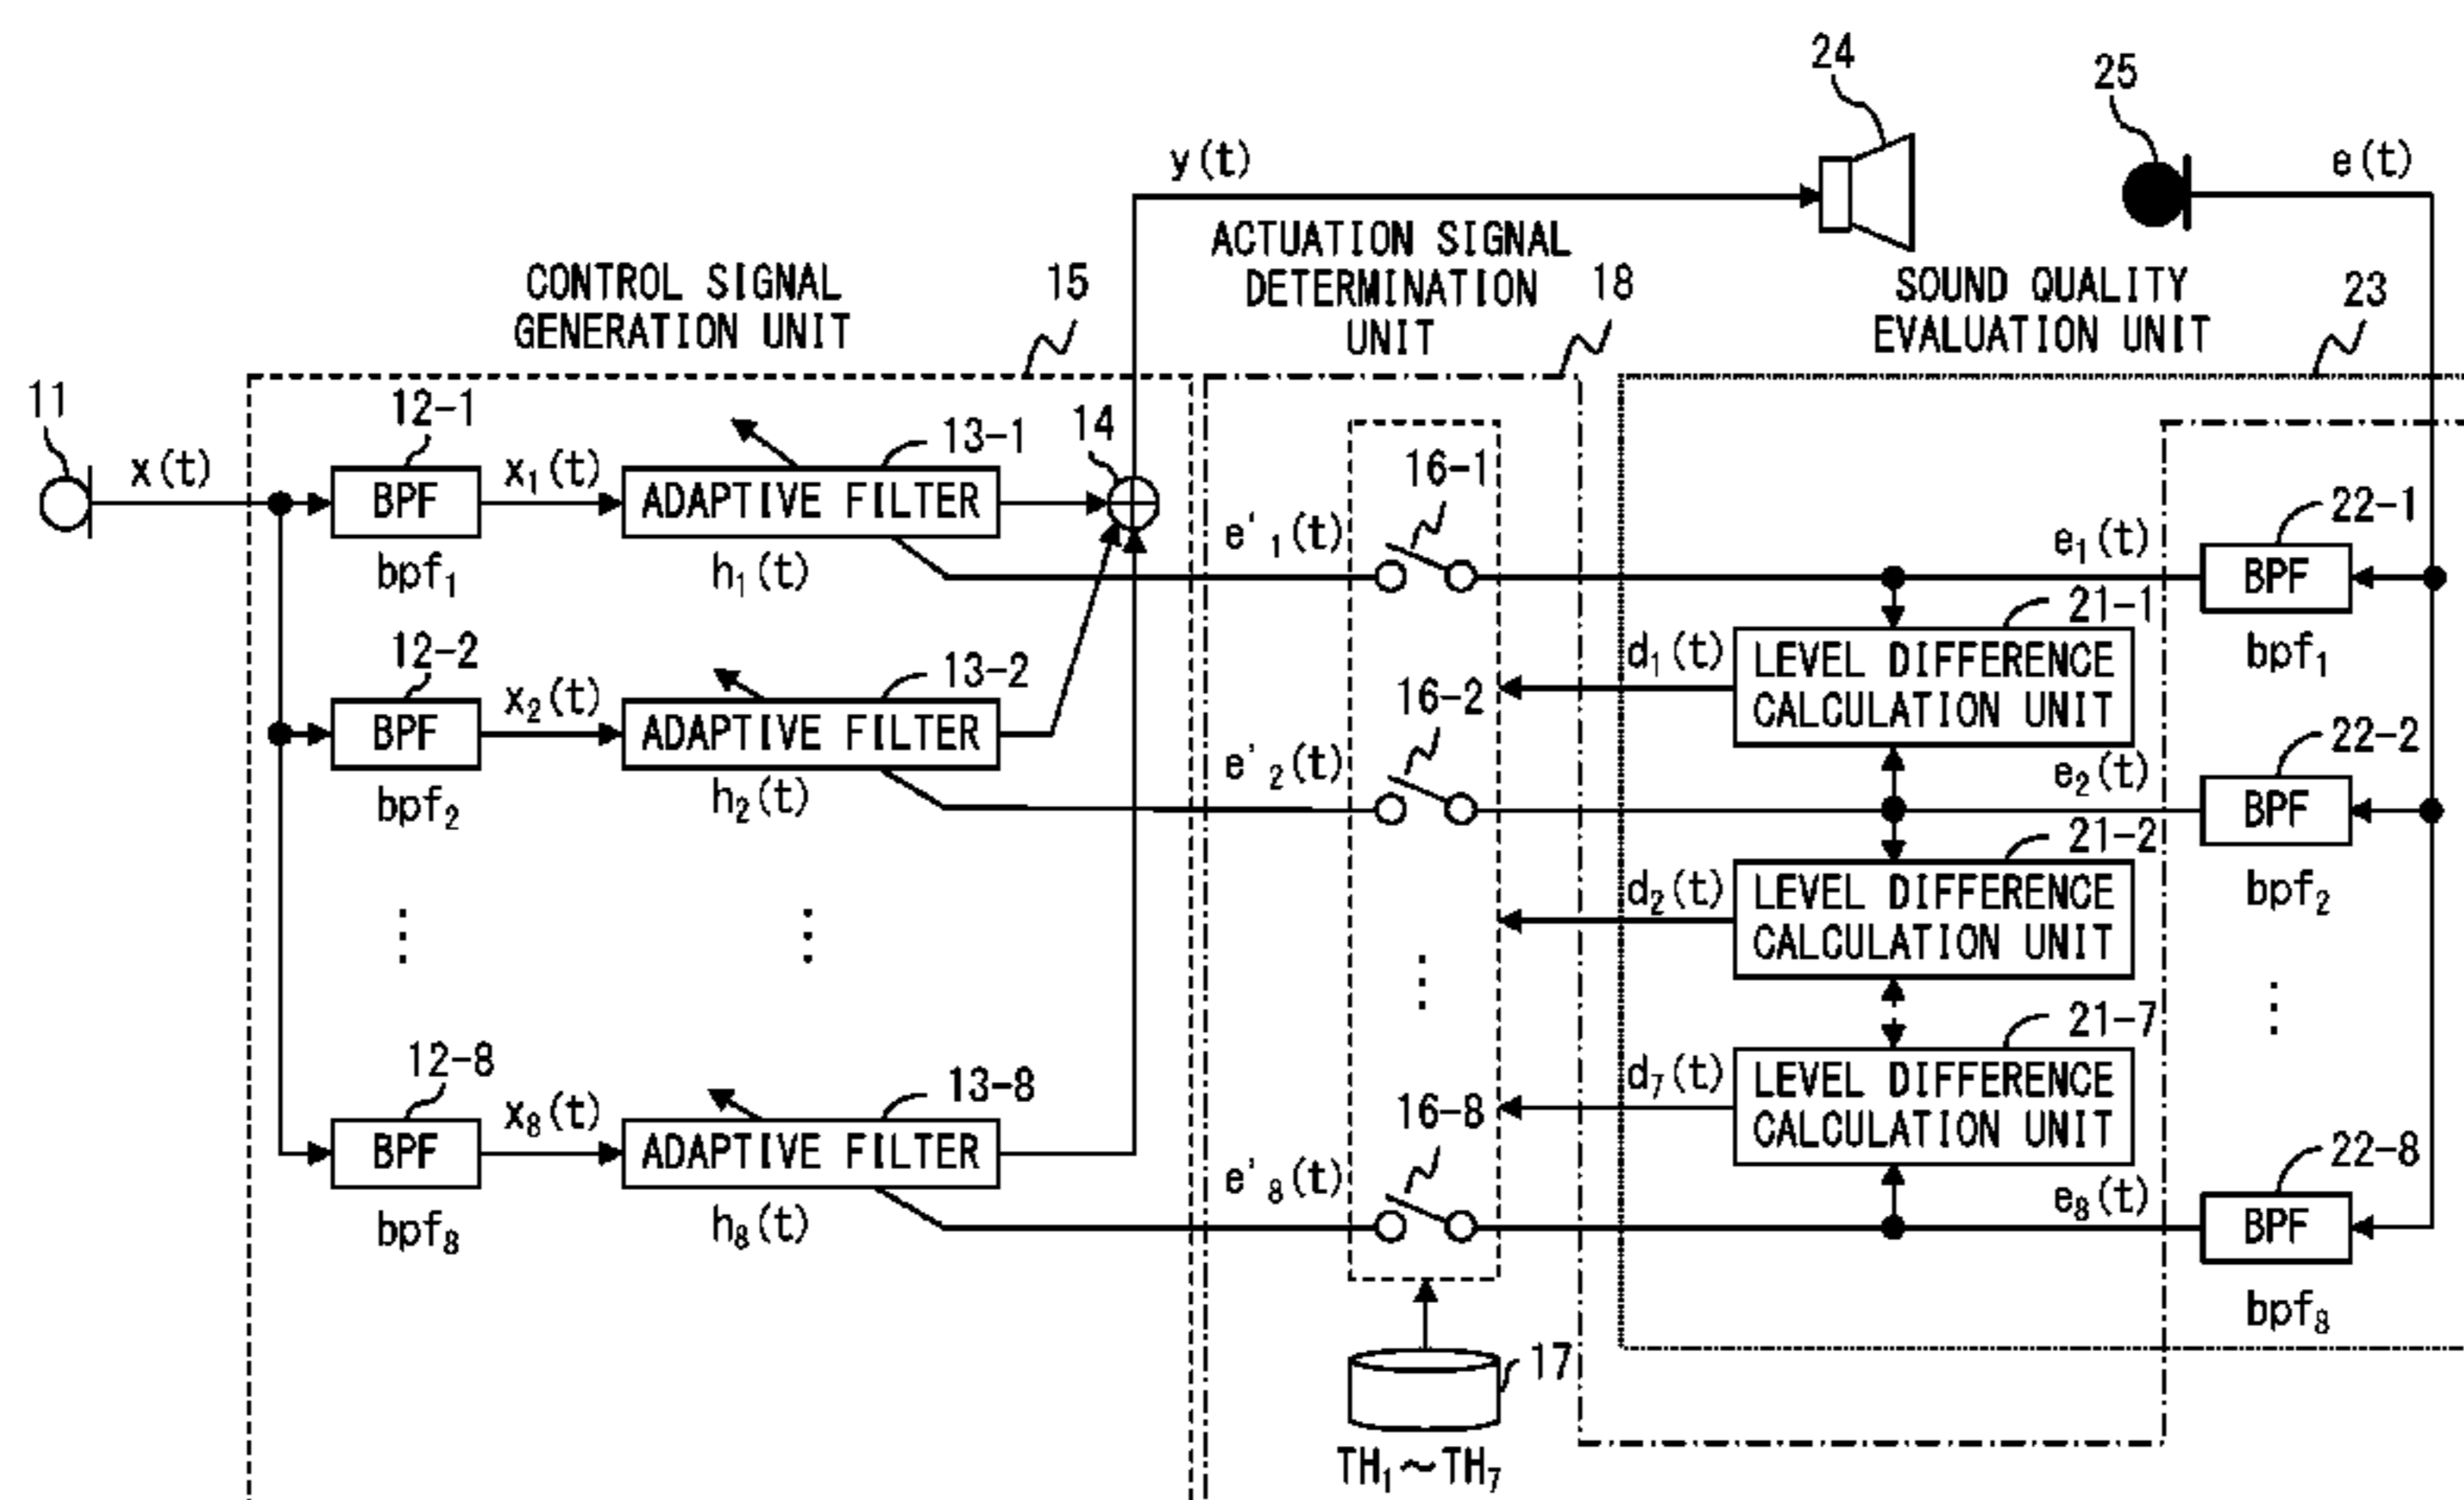 24
25
y(t)
e(t)
ACTUATION SIGNAL
DETERMINATION
UNIT
18
CONTROL SIGNAL
GENERATION UNIT
15
SOUND QUALITY
EVALUATION UNIT
23
11
x(t)
12-1
BPF
bpf₁
x₁(t)
13-1
ADAPTIVE FILTER
h₁(t)
14
e'₁(t)
16-1
e₁(t)
22-1
BPF
bpf₁
21-1
d₁(t)
LEVEL DIFFERENCE
CALCULATION UNIT
12-2
BPF
bpf₂
x₂(t)
13-2
ADAPTIVE FILTER
h₂(t)
e'₂(t)
16-2
e₂(t)
22-2
BPF
bpf₂
21-2
d₂(t)
LEVEL DIFFERENCE
CALCULATION UNIT
21-7
d₇(t)
LEVEL DIFFERENCE
CALCULATION UNIT
12-8
BPF
bpf₈
x₈(t)
13-8
ADAPTIVE FILTER
h₈(t)
e'₈(t)
16-8
e₈(t)
22-8
BPF
bpf₈
17
TH₁~TH₇